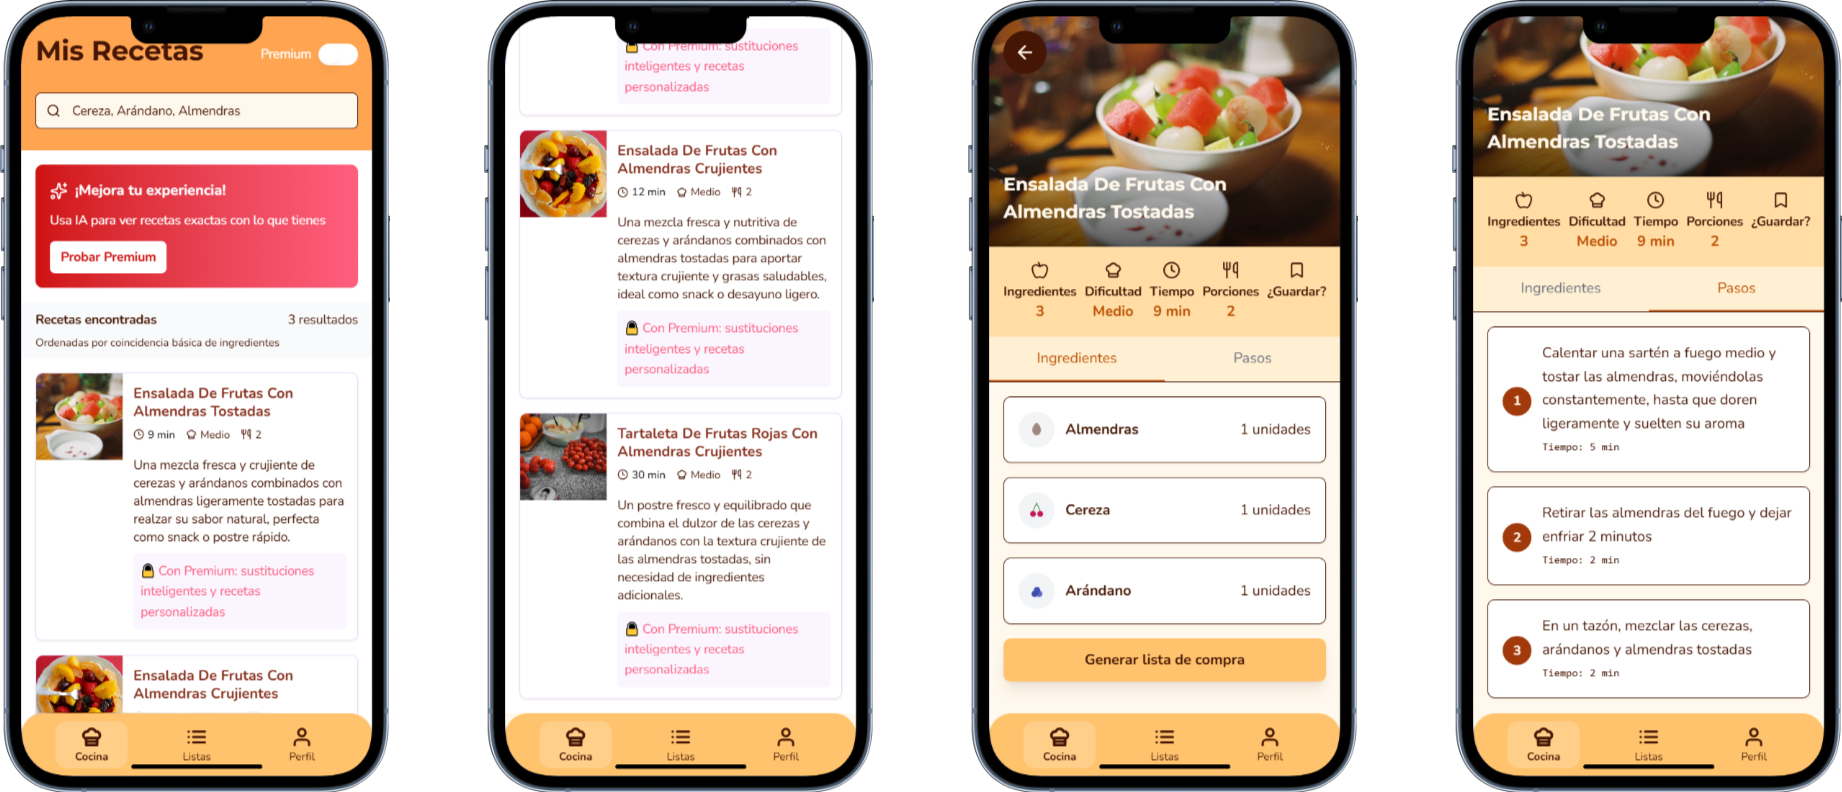 Mis Recetas
Premium
Cereza, Arándano, Almendras
¡Mejora tu experiencia!
Usa IA para ver recetas exactas con lo que tienes
Probar Premium
Recetas encontradas
3 resultados
Ordenadas por coincidencia básica de ingredientes
Ensalada De Frutas Con
Almendras Tostadas
9 min Medio 2
Una mezcla fresca y crujiente de
cerezas y arándanos combinados con
almendras ligeramente tostadas para
realzar su sabor natural, perfecta
como snack o postre rápido.
Con Premium: sustituciones
inteligentes y recetas
personalizadas
Ensalada De Frutas Con
Almendras Crujientes
Cocina Listas Perfil
Con Premium: sustituciones
inteligentes y recetas
personalizadas
Ensalada De Frutas Con
Almendras Crujientes
12 min Medio 2
Una mezcla fresca y nutritiva de
cerezas y arándanos combinados con
almendras tostadas para aportar
textura crujiente y grasas saludables,
ideal como snack o desayuno ligero.
Con Premium: sustituciones
inteligentes y recetas
personalizadas
Tartaleta De Frutas Rojas Con
Almendras Crujientes
30 min Medio 2
Un postre fresco y equilibrado que
combina el dulzor de las cerezas y
arándanos con la textura crujiente de
las almendras tostadas, sin
necesidad de ingredientes
adicionales.
Con Premium: sustituciones
inteligentes y recetas
personalizadas
Cocina Listas Perfil
Ensalada De Frutas Con
Almendras Tostadas
Ingredientes Dificultad Tiempo Porciones ¿Guardar?
3 Medio 9 min 2
Ingredientes Pasos
Almendras 1 unidades
Cereza 1 unidades
Arándano 1 unidades
Generar lista de compra
Cocina Listas Perfil
Ensalada De Frutas Con
Almendras Tostadas
Ingredientes Dificultad Tiempo Porciones ¿Guardar?
3 Medio 9 min 2
Ingredientes Pasos
1
Calentar una sartén a fuego medio y
tostar las almendras, moviéndolas
constantemente, hasta que doren
ligeramente y suelten su aroma
Tiempo: 5 min
2
Retirar las almendras del fuego y dejar
enfriar 2 minutos
Tiempo: 2 min
3
En un tazón, mezclar las cerezas,
arándanos y almendras tostadas
Tiempo: 2 min
Cocina Listas Perfil